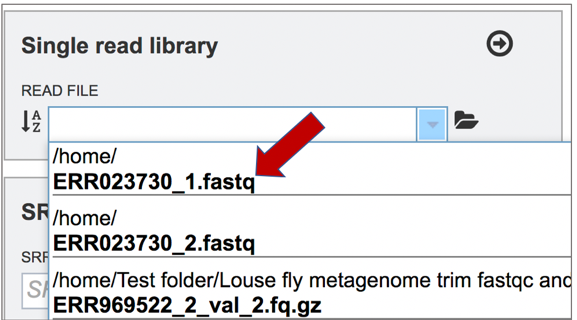 Single read library
READ FILE
A
Z
/home/
ERR023730_1.fastq
SR
/home/
ERR023730_2.fastq
SRR
/home/Test folder/Louse fly metagenome trim fastqc and
ERR969522_2_val_2.fq.gz